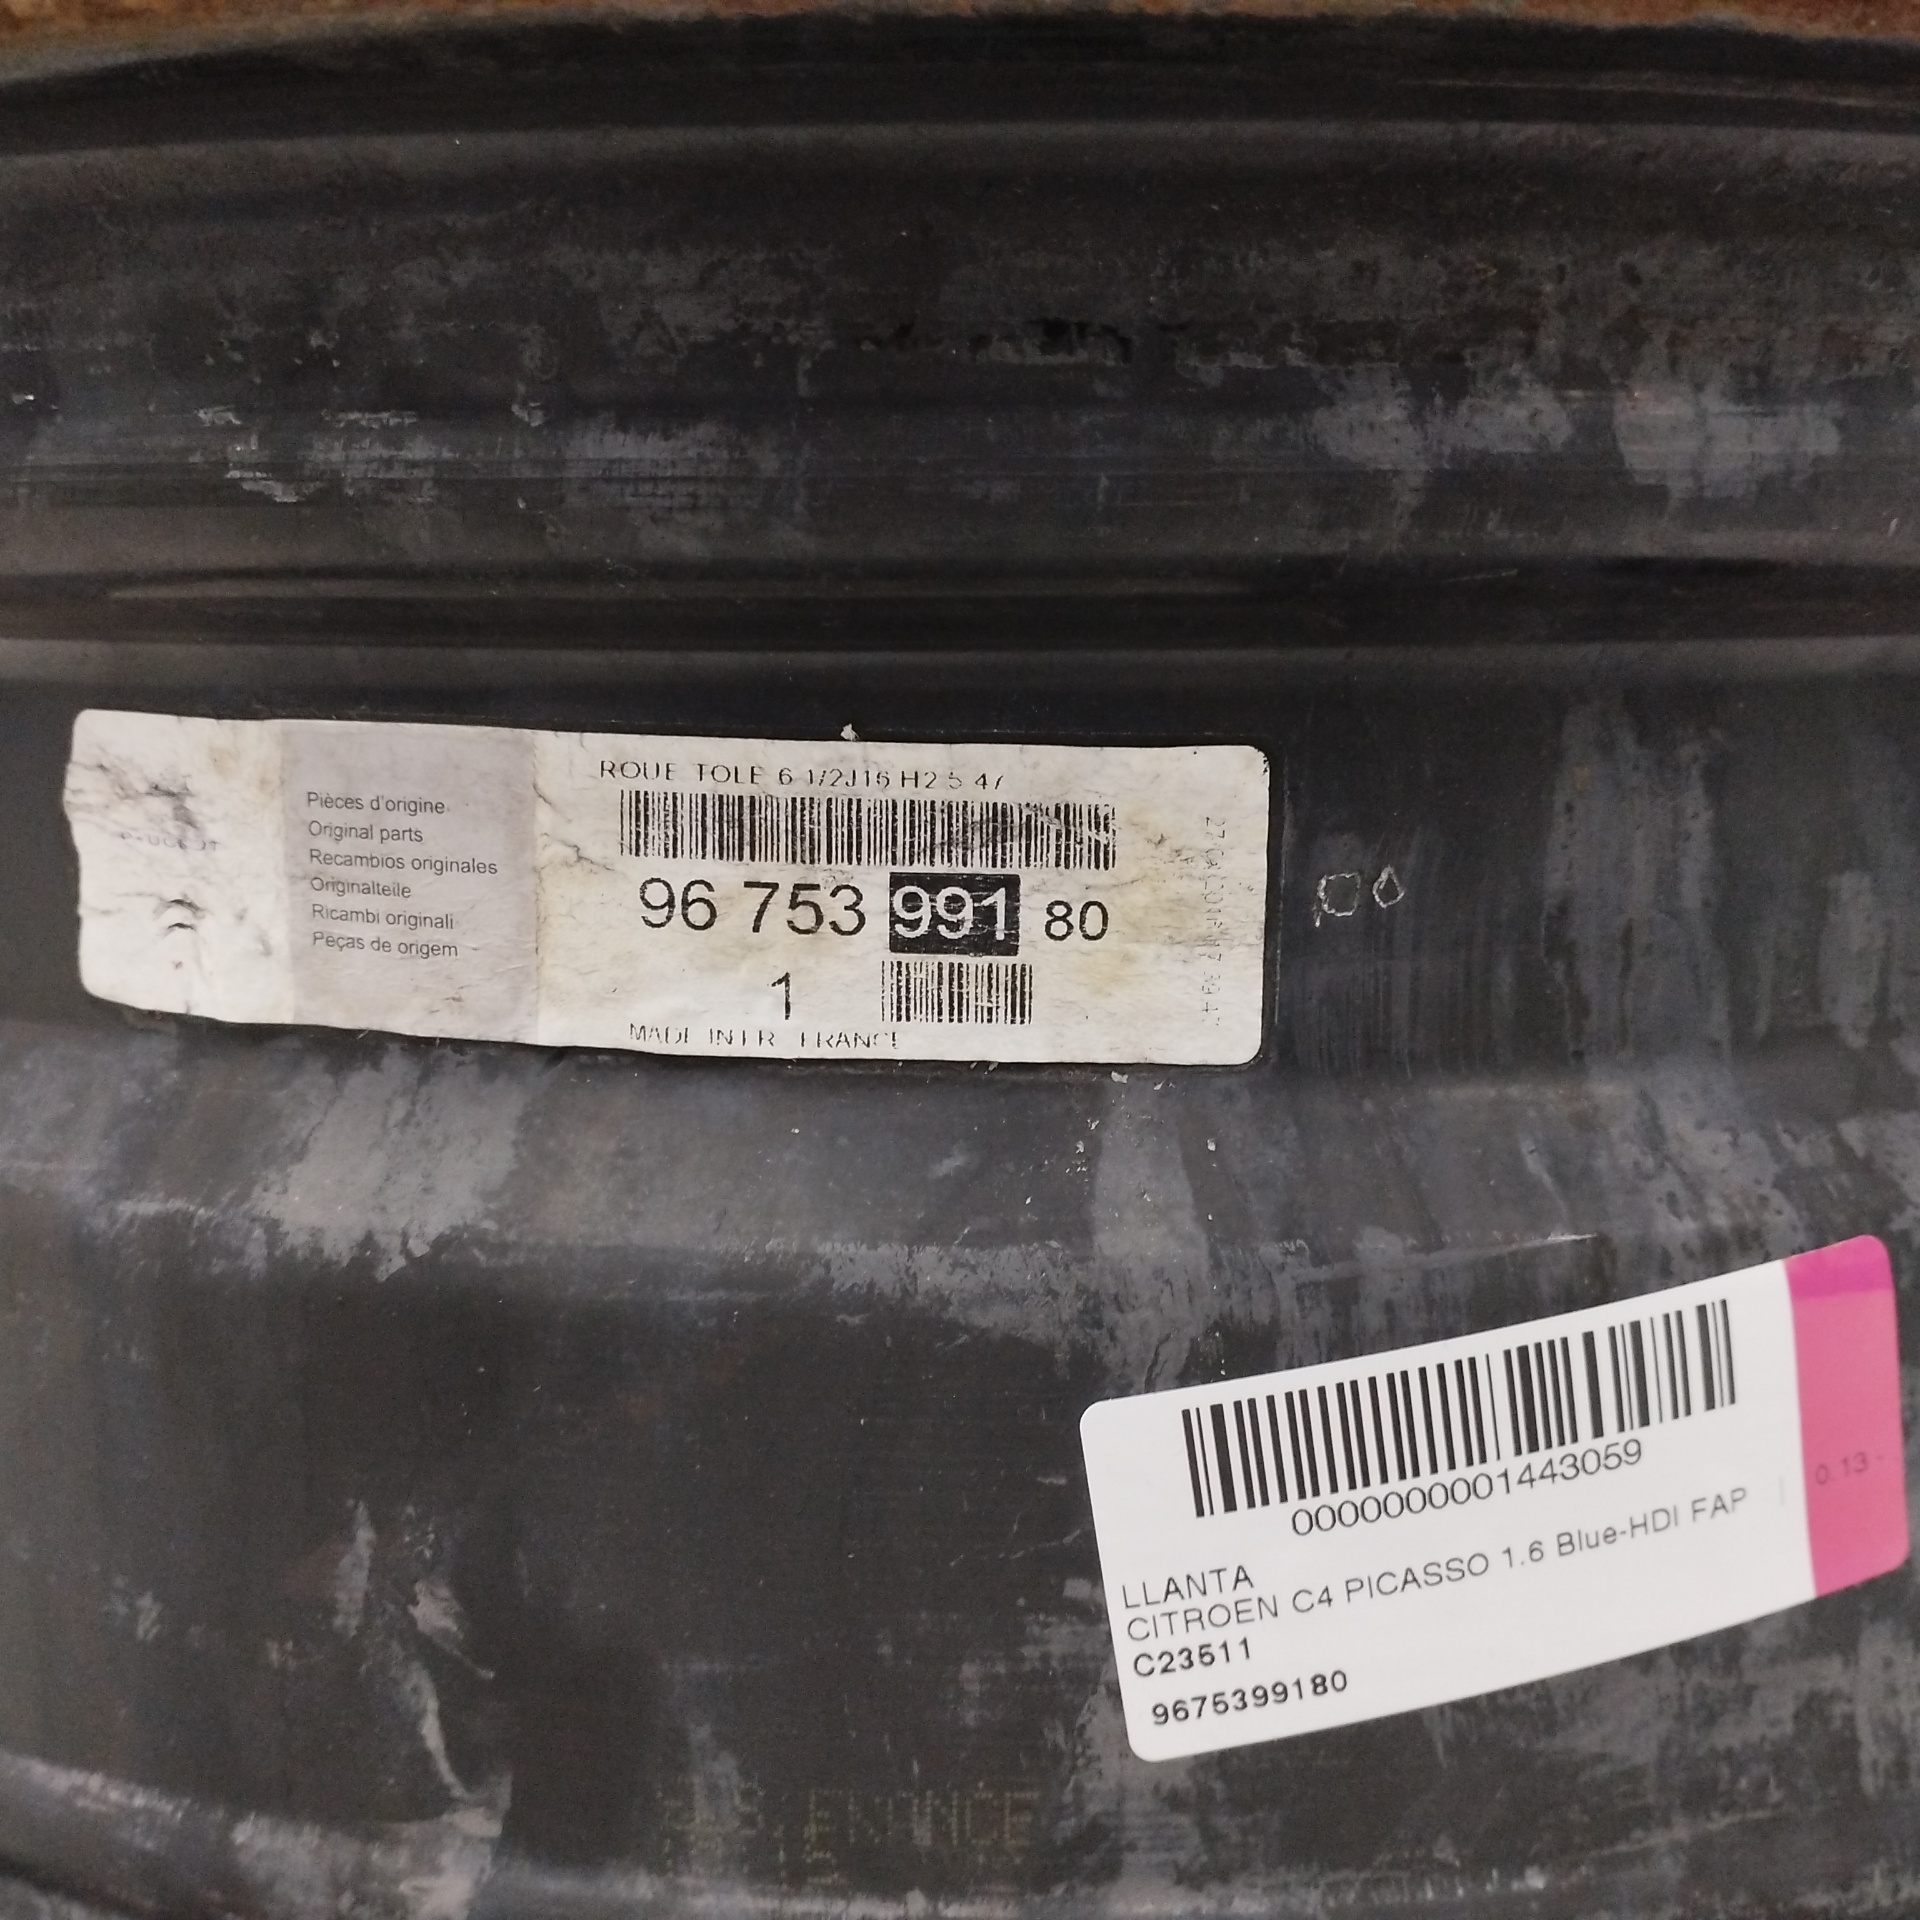 ROUE TOLE 6 1/2J16 H2 5 47
Pièces d'origine
Original parts
Recambios originales
Originalteile
Ricambi originali
Peças de origem
96 753 991 80
1
MADE IN FR FRANCE
0000000001443059
LLANTA
CITROEN C4 PICASSO 1.6 Blue-HDI FAP
C23511
9675399180
0.13 -